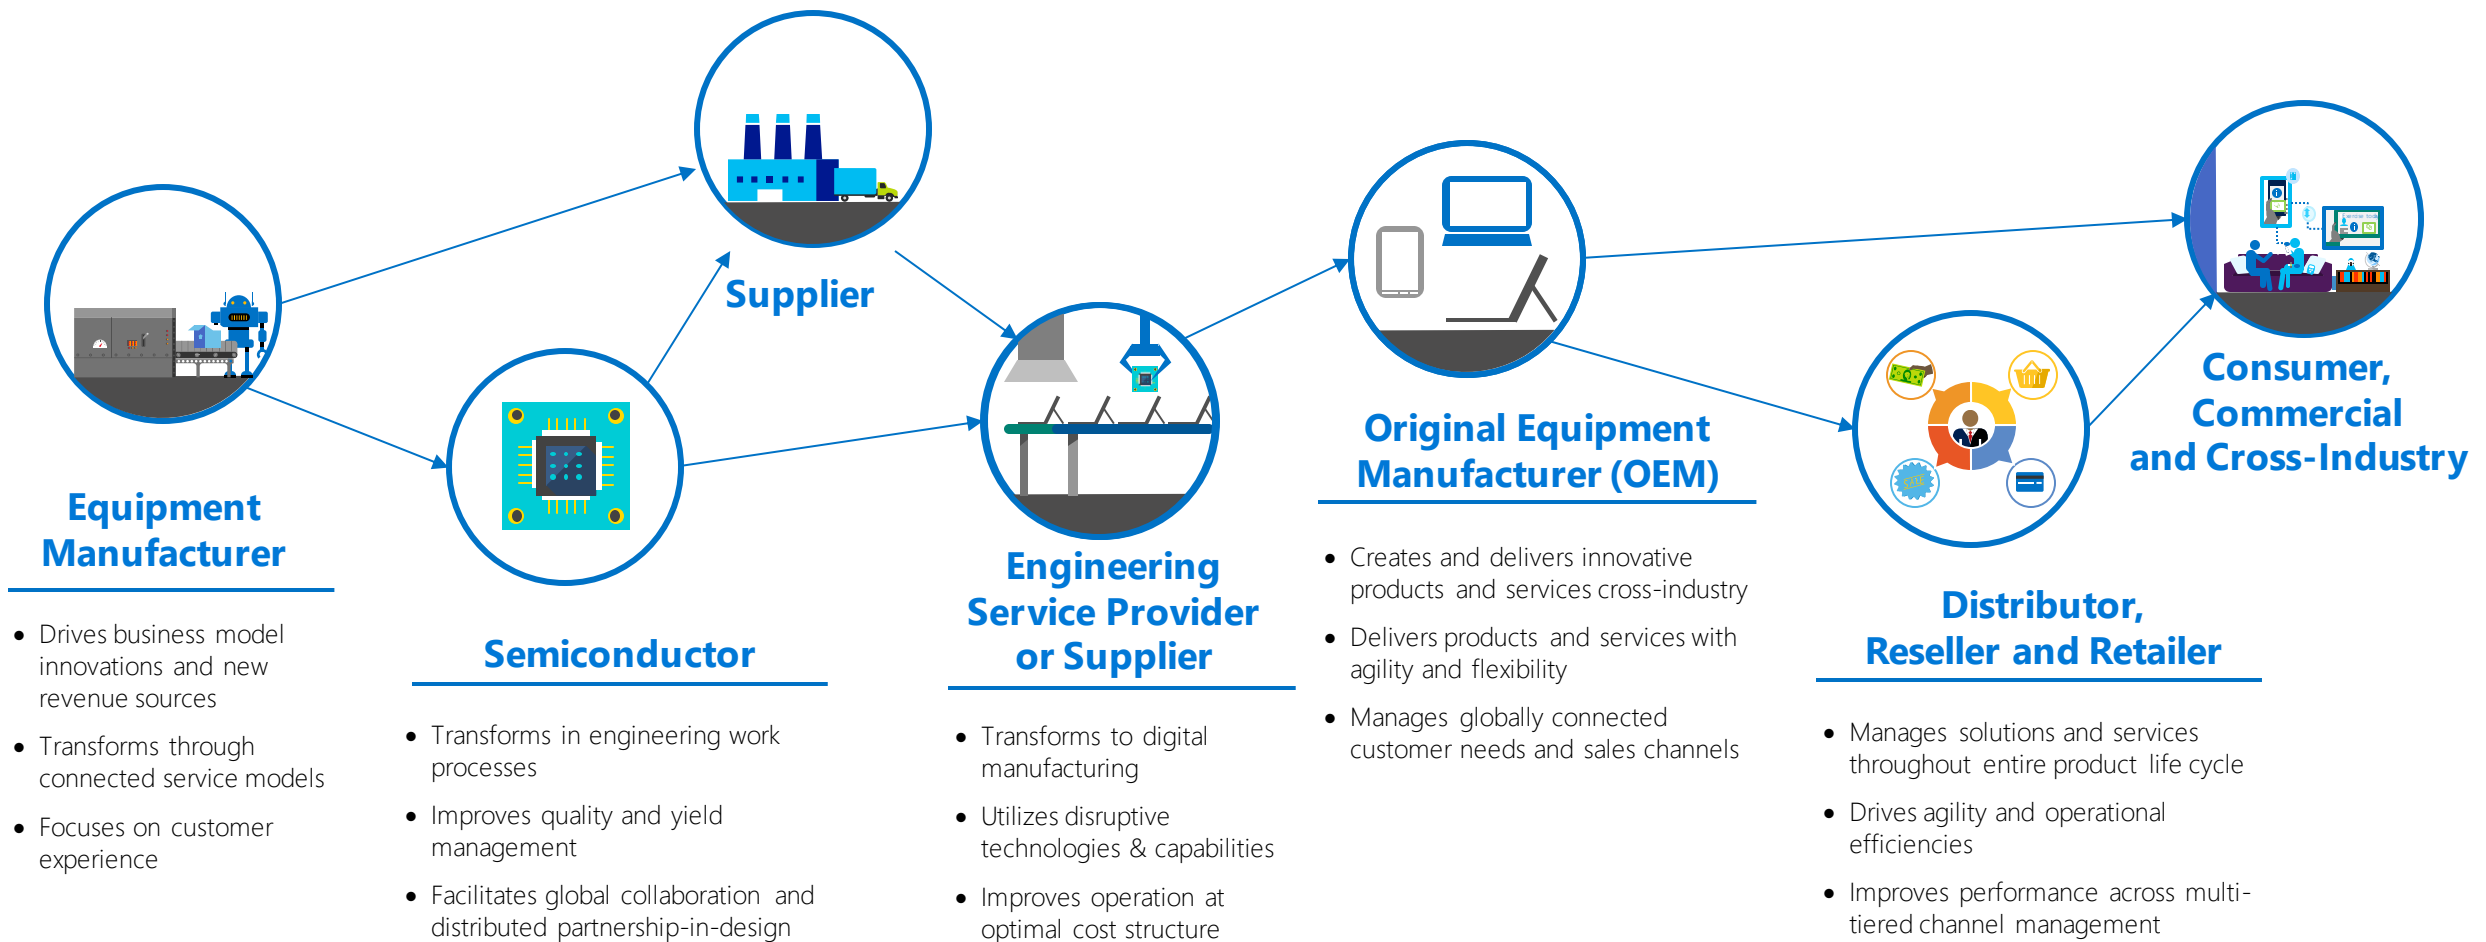 Supplier
Equipment
Manufacturer
• Drives business model
innovations and new
revenue sources
• Transforms through
connected service models
• Focuses on customer
experience
Semiconductor
• Transforms in engineering work
processes
• Improves quality and yield
management
• Facilitates global collaboration and
distributed partnership-in-design
Engineering
Service Provider
or Supplier
• Transforms to digital
manufacturing
• Utilizes disruptive
technologies & capabilities
• Improves operation at
optimal cost structure
Original Equipment
Manufacturer (OEM)
• Creates and delivers innovative
products and services cross-industry
• Delivers products and services with
agility and flexibility
• Manages globally connected
customer needs and sales channels
SALE
Distributor,
Reseller and Retailer
• Manages solutions and services
throughout entire product life cycle
• Drives agility and operational
efficiencies
• Improves performance across multi-
tiered channel management
Consumer,
Commercial
and Cross-Industry